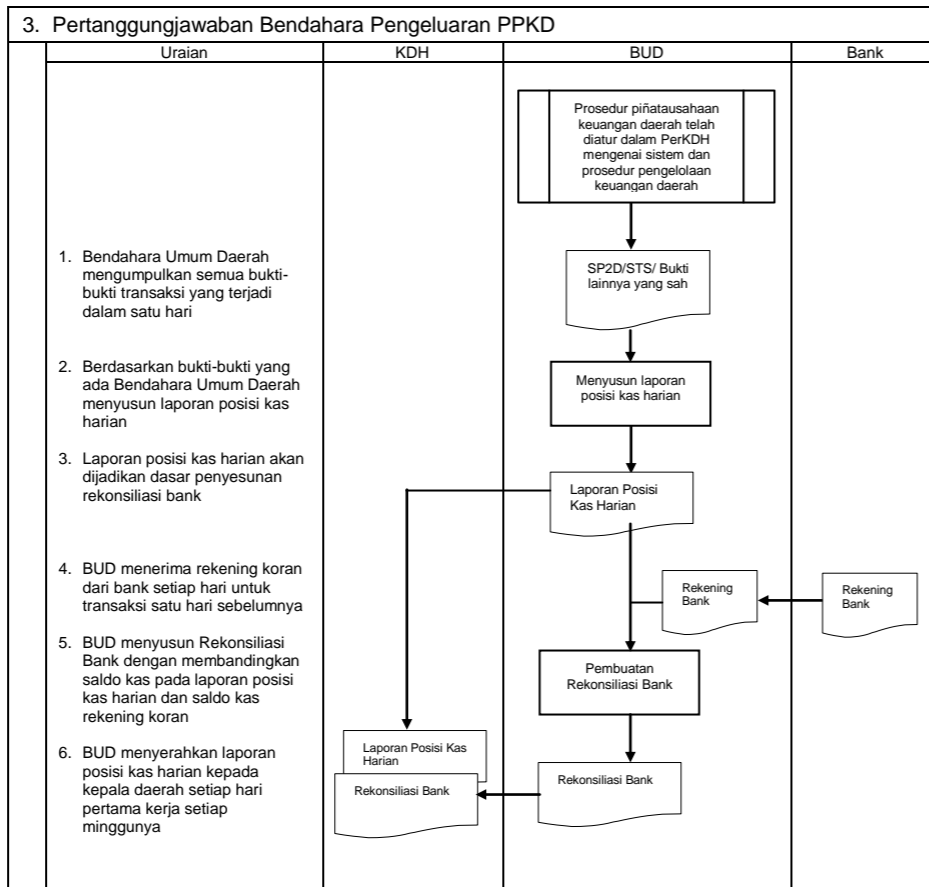 3. Pertanggungjawaban Bendahara Pengeluaran PPKD
Uraian
KDH
BUD
Bank
Prosedur piñatausahaan
keuangan daerah telah
diatur dalam PerKDH
mengenai sistem dan
prosedur pengelolaan
keuangan daerah
1. Bendahara Umum Daerah
mengumpulkan semua bukti-
bukti transaksi yang terjadi
dalam satu hari
SP2D/STS/ Bukti
lainnya yang sah
2. Berdasarkan bukti-bukti yang
ada Bendahara Umum Daerah
menyusun laporan posisi kas
harian
Menyusun laporan
posisi kas harian
3. Laporan posisi kas harian akan
dijadikan dasar penyesunan
rekonsiliasi bank
Laporan Posisi
Kas Harian
4. BUD menerima rekening koran
dari bank setiap hari untuk
transaksi satu hari sebelumnya
Rekening
Bank
Rekening
Bank
5. BUD menyusun Rekonsiliasi
Bank dengan membandingkan
saldo kas pada laporan posisi
kas harian dan saldo kas
rekening koran
Pembuatan
Rekonsiliasi Bank
6. BUD menyerahkan laporan
posisi kas harian kepada
kepala daerah setiap hari
pertama kerja setiap
minggunya
Laporan Posisi Kas
Harian
Rekonsiliasi Bank
Rekonsiliasi Bank